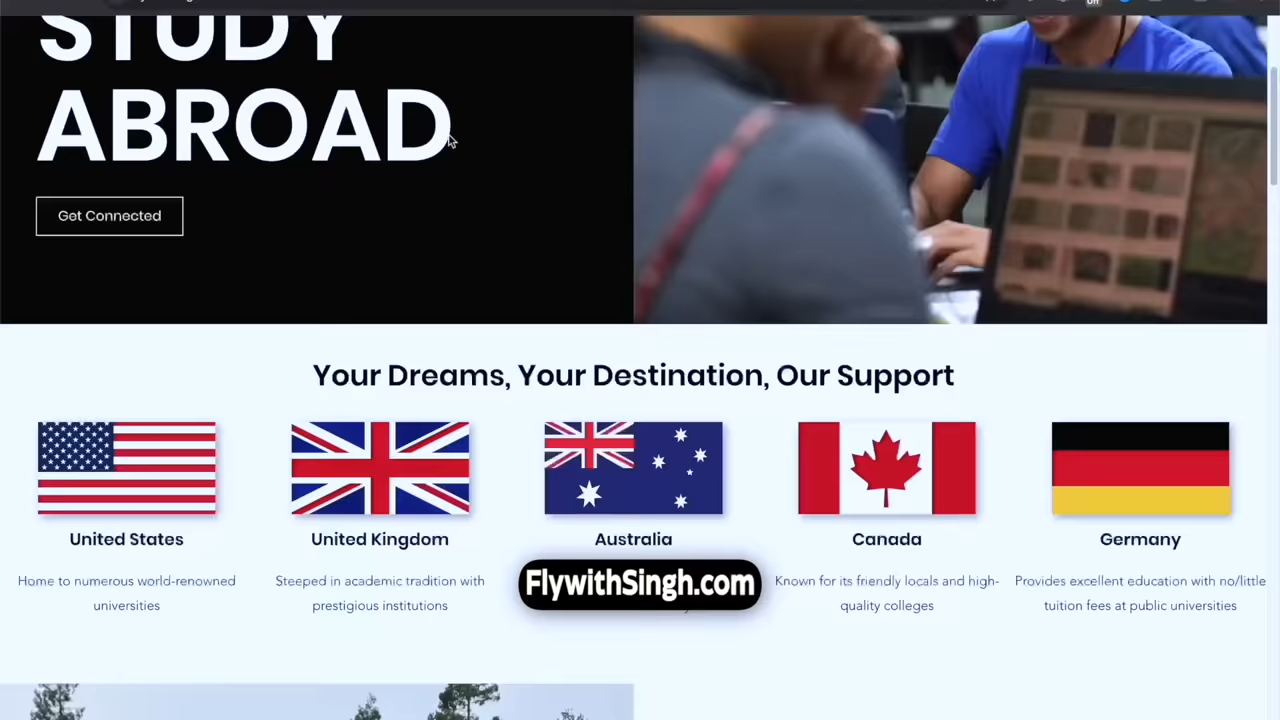 STUDY
ABROAD
Get Connected
Your Dreams, Your Destination, Our Support
United States
United Kingdom
Australia
Canada
Germany
Home to numerous world-renowned
universities
Steeped in academic tradition with
prestigious institutions
FlywithSingh.com
Known for its friendly locals and high-
quality colleges
Provides excellent education with no/little
tuition fees at public universities